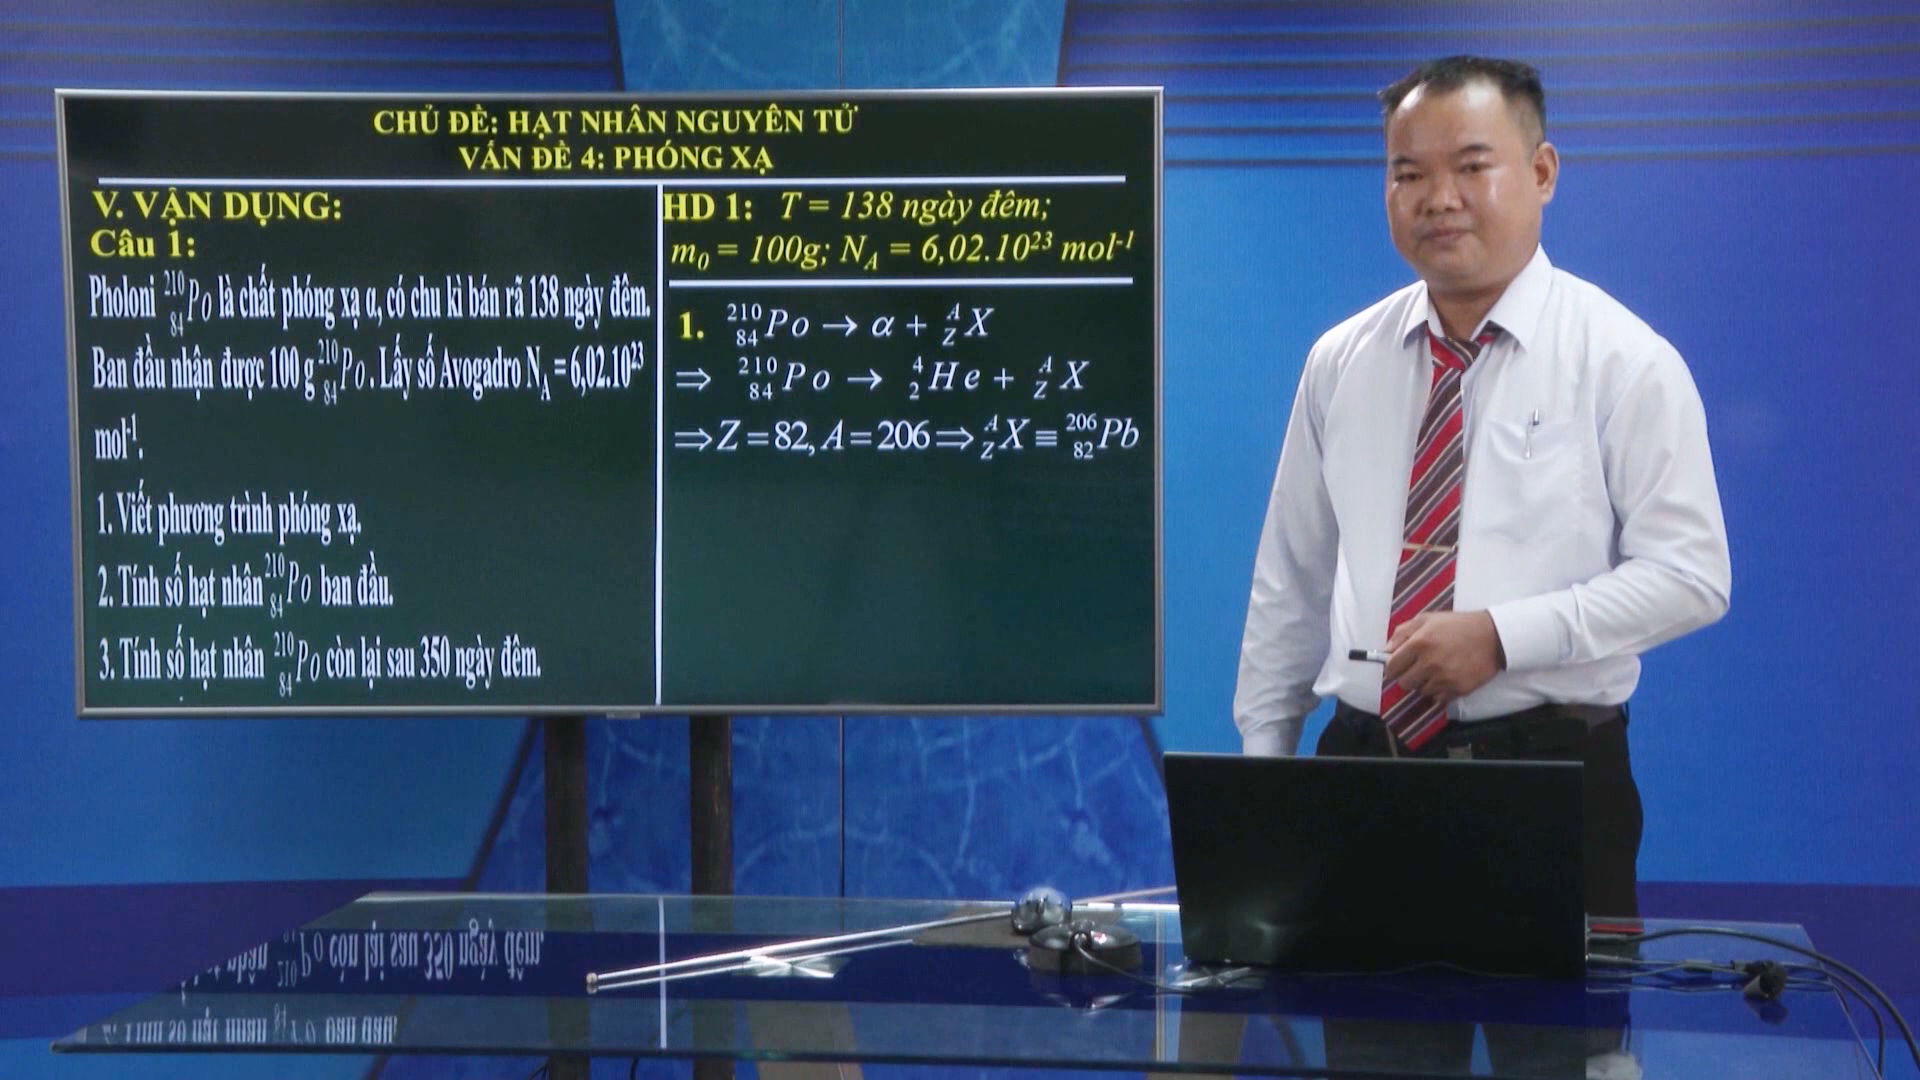 CHỦ ĐỀ: HẠT NHÂN NGUYÊN TỬ
VẤN ĐỀ 4: PHÓNG XẠ
V. VẬN DỤNG:
Câu 1:
Pholoni ²¹⁰₈₄Po là chất phóng xạ α, có chu kì bán rã 138 ngày đêm.
Ban đầu nhận được 100 g ²¹⁰₈₄Po. Lấy số Avogadro N_A = 6,02.10²³
mol⁻¹.
1. Viết phương trình phóng xạ.
2. Tính số hạt nhân ²¹⁰₈₄Po ban đầu.
3. Tính số hạt nhân ²¹⁰₈₄Po còn lại sau 350 ngày đêm.
HD 1: T = 138 ngày đêm;
m₀ = 100g; N_A = 6,02.10²³ mol⁻¹
1. ²¹⁰₈₄Po → α + ᴬ_ZX
⇒ ²¹⁰₈₄Po → ⁴₂He + ᴬ_ZX
⇒ Z = 82, A = 206 ⇒ ᴬ_ZX ≡ ²⁰⁶₈₂Pb